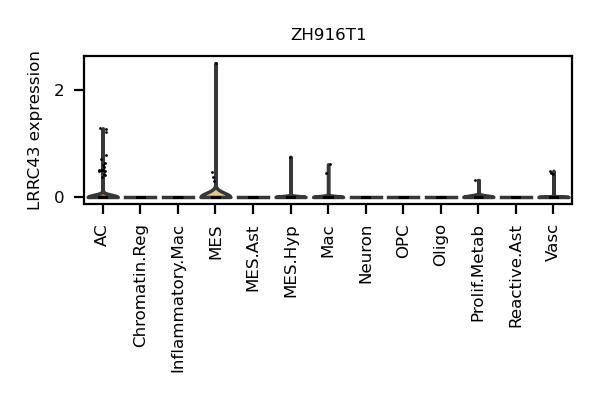 ZH916T1
LRRC43 expression
2
0
AC
Chromatin.Reg
Inflammatory.Mac
MES
MES.Ast
MES.Hyp
Mac
Neuron
OPC
Oligo
Prolif.Metab
Reactive.Ast
Vasc